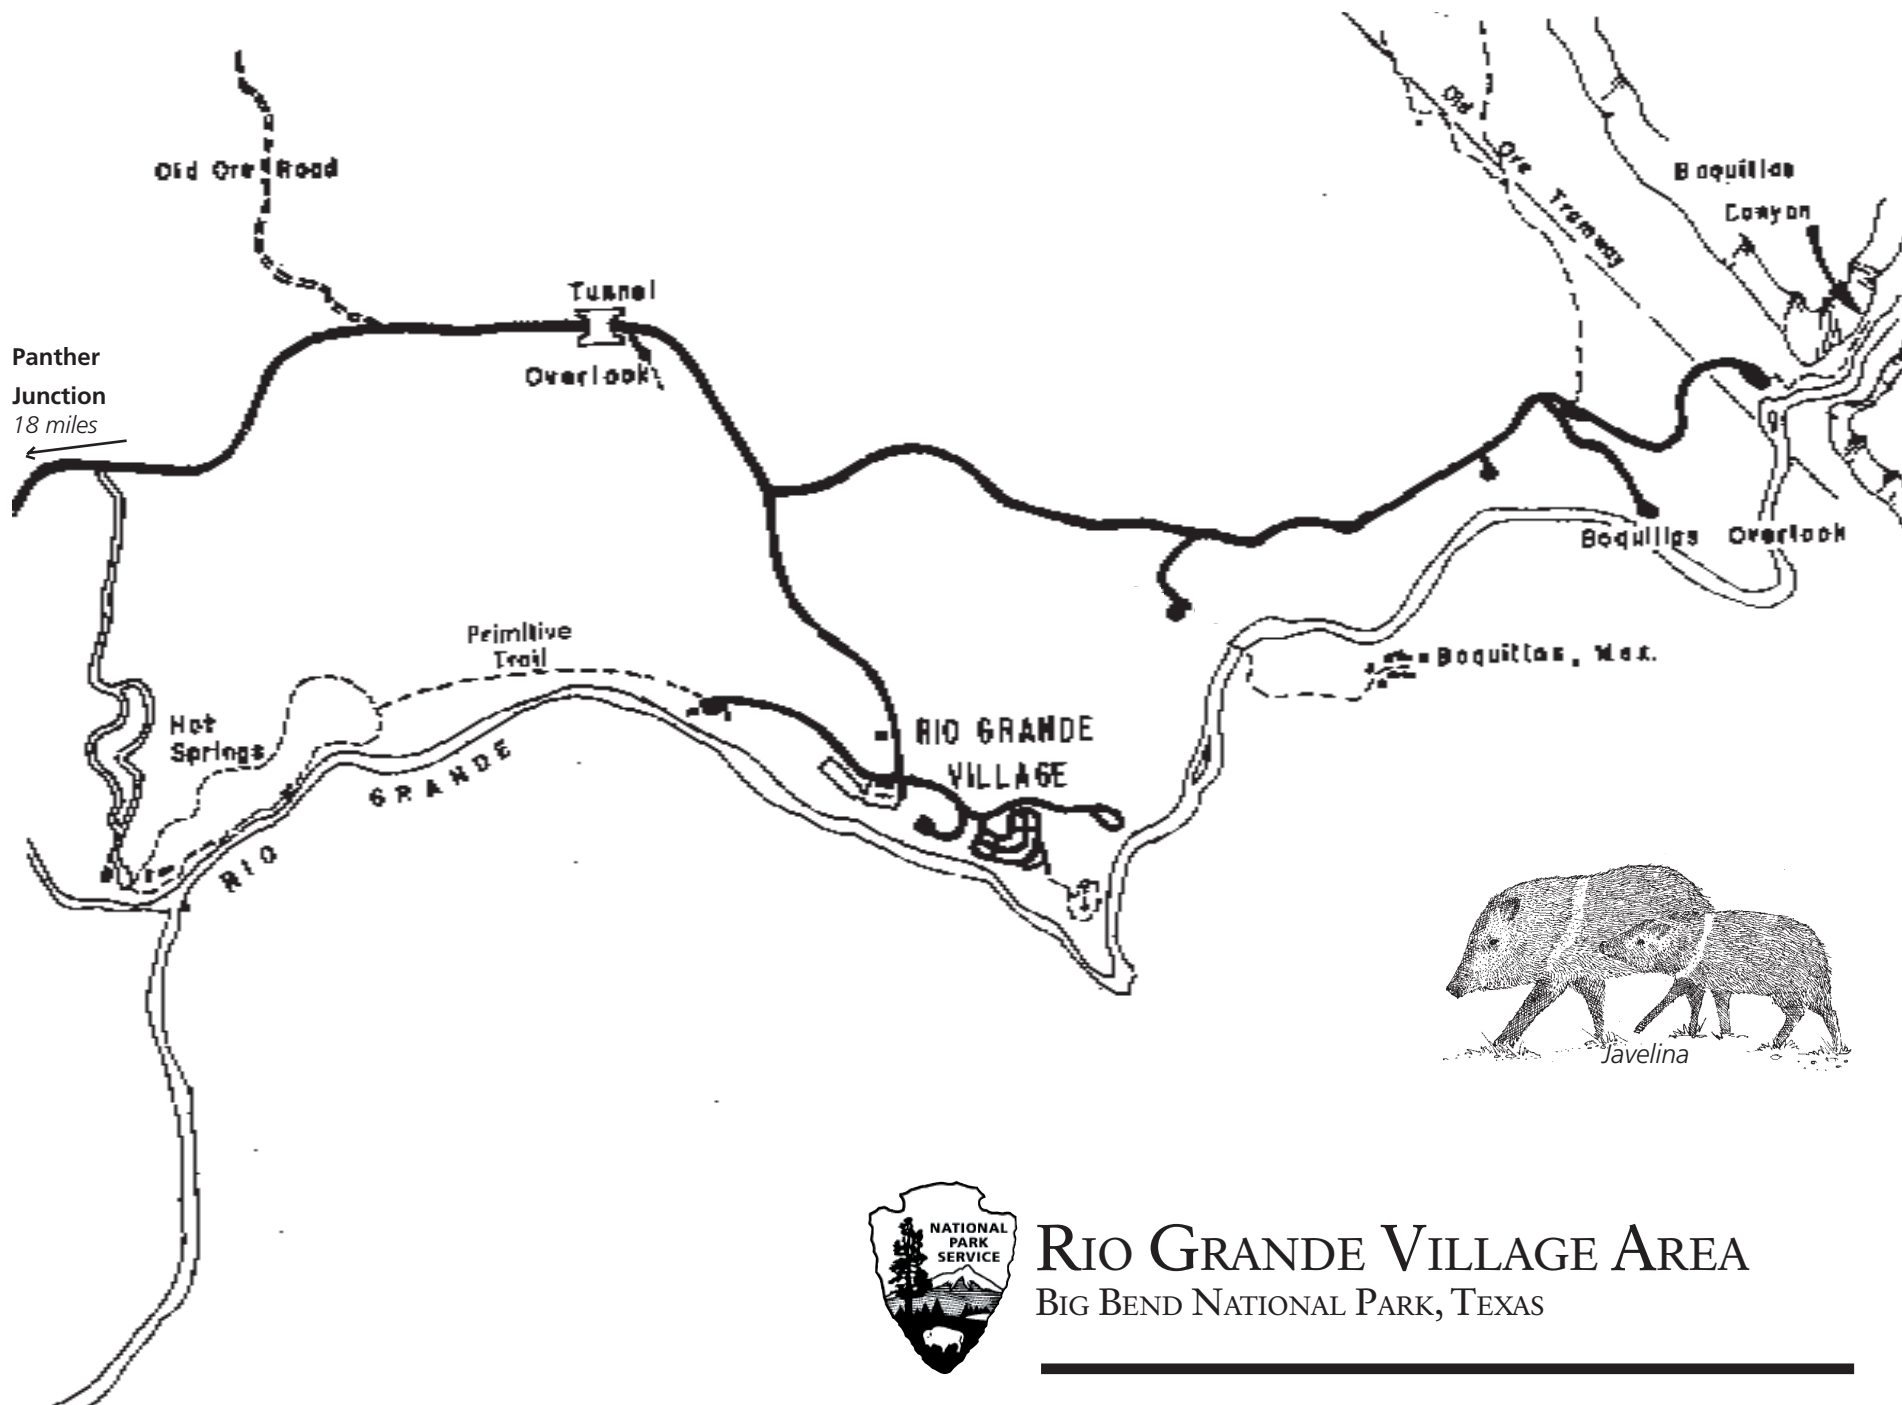 Old Ore Road
Tunnel
Overlook
Panther
Junction
18 miles
Old Ore Tramway
Boquillas
Canyon
Boquillas Overlook
Primitive
Trail
Hot
Springs
RIO GRANDE
Boquillas, Mex.
RIO GRANDE
VILLAGE
Javelina
NATIONAL
PARK
SERVICE
RIO GRANDE VILLAGE AREA
BIG BEND NATIONAL PARK, TEXAS